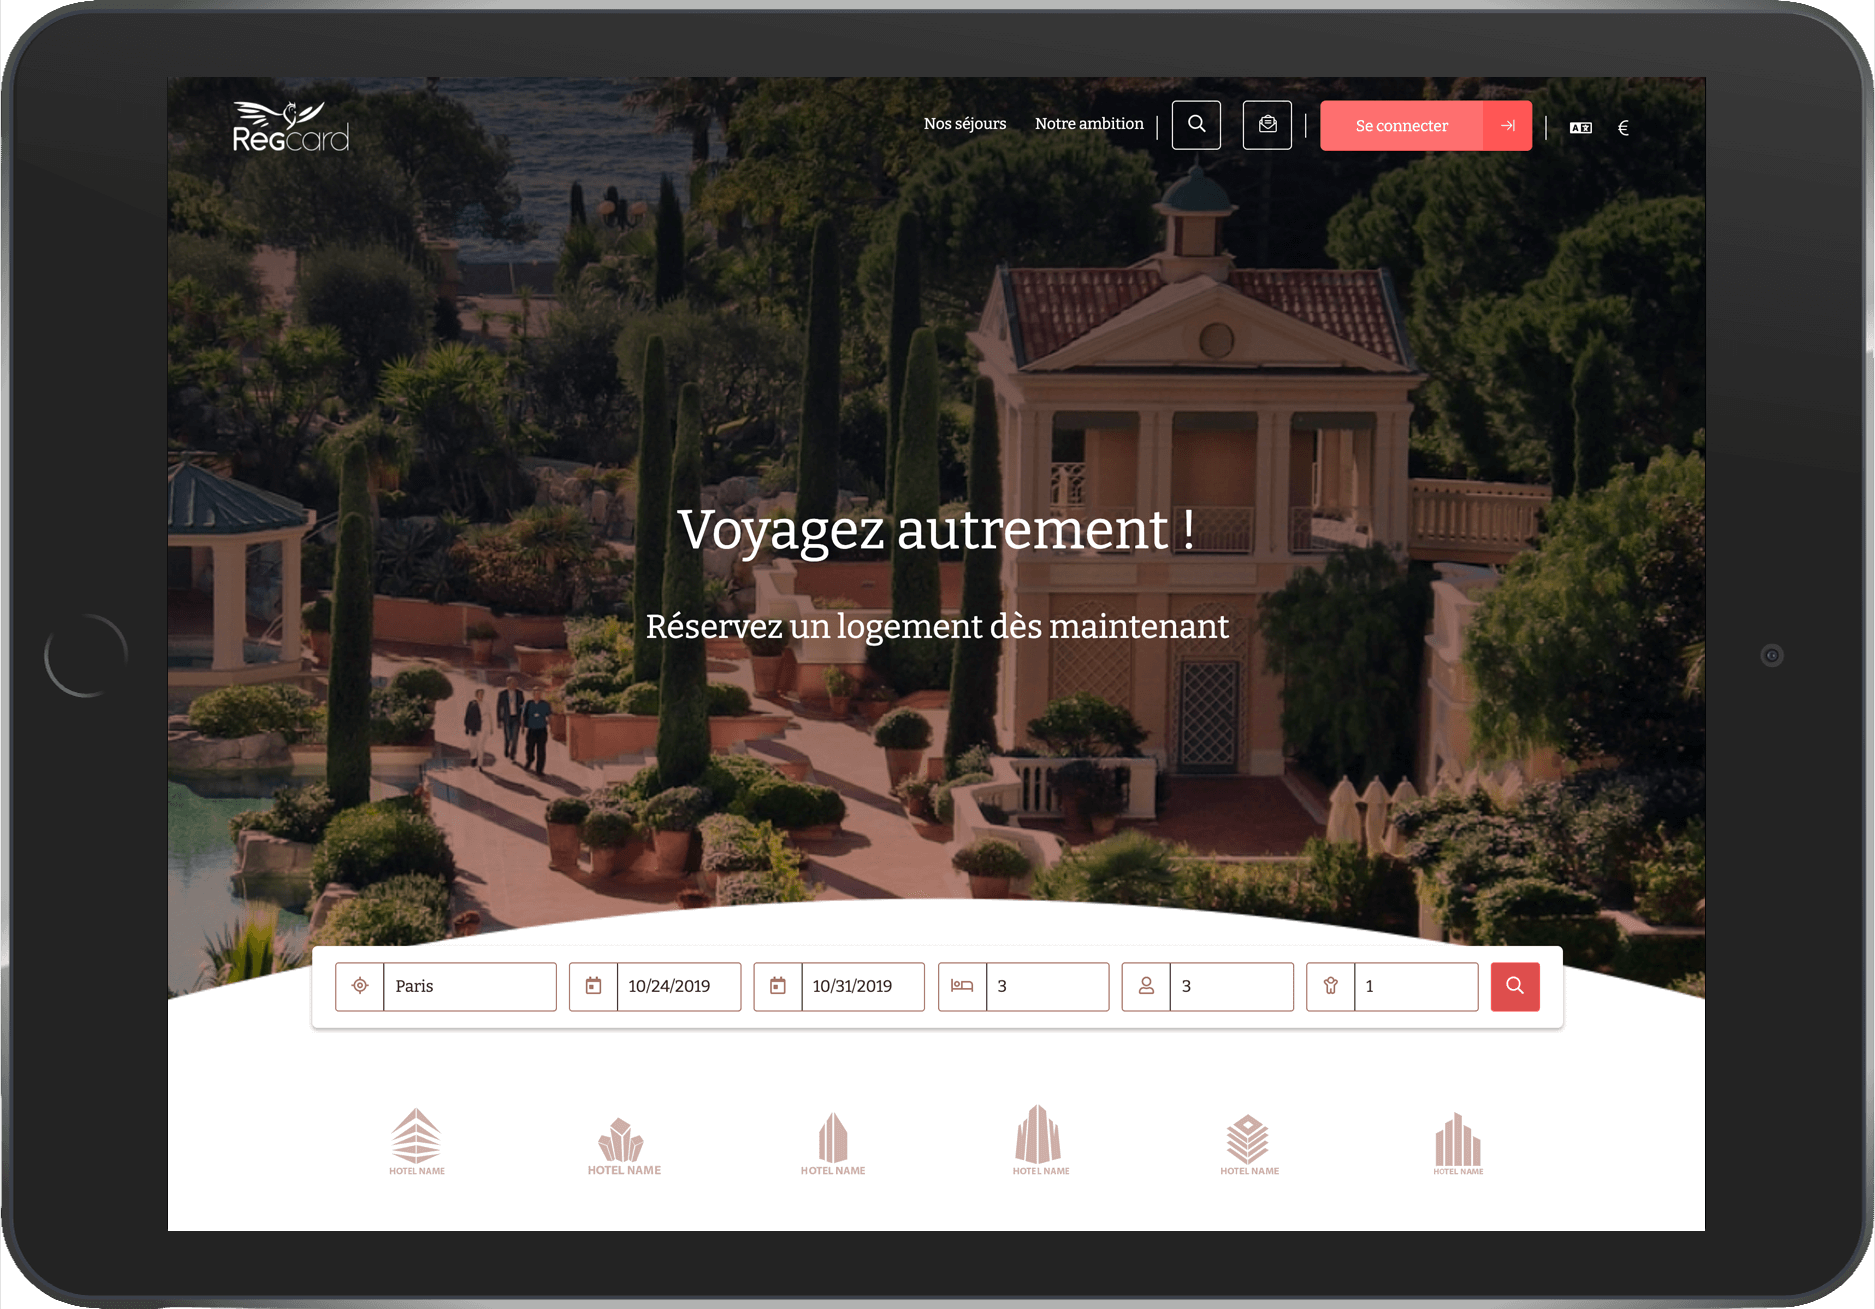 Regcard
Nos séjours
Notre ambition
Se connecter
€
Voyagez autrement !
Réservez un logement dès maintenant
Paris
10/24/2019
10/31/2019
3
3
1
HOTEL NAME
HOTEL NAME
HOTEL NAME
HOTEL NAME
HOTEL NAME
HOTEL NAME